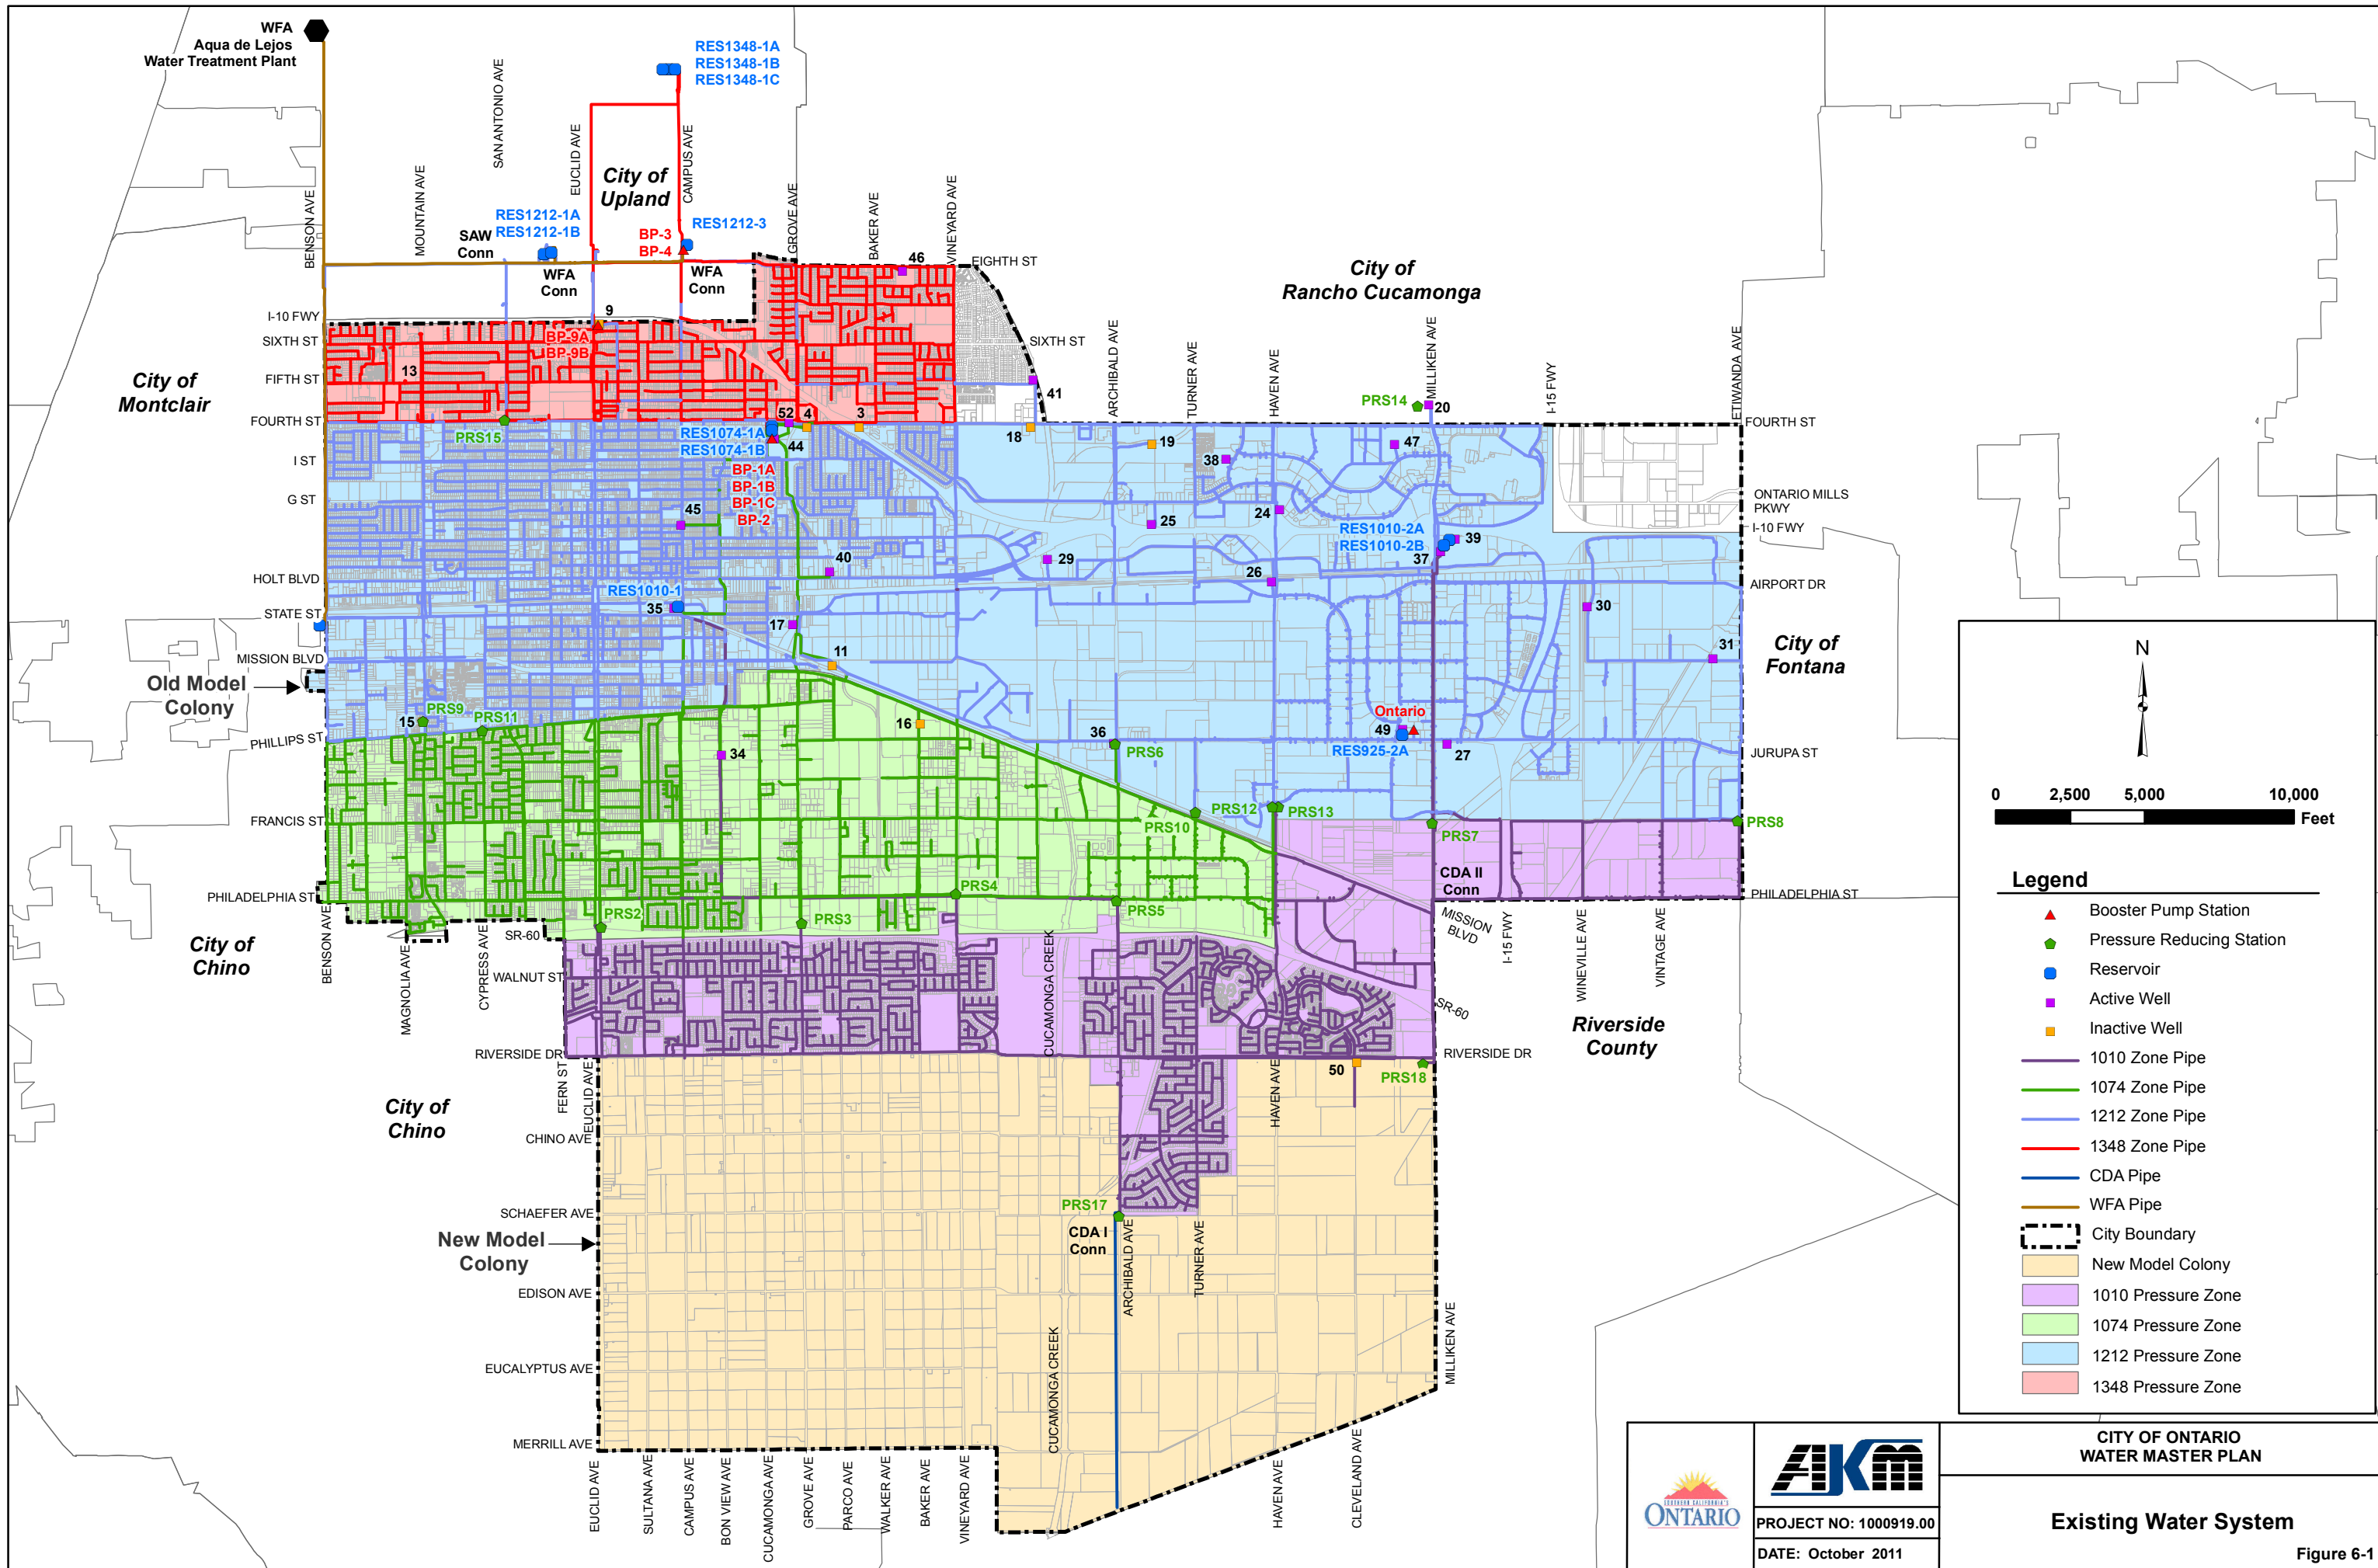 WFA
Aqua de Lejos
Water Treatment Plant
SAN ANTONIO AVE
RES1348-1A
RES1348-1B
RES1348-1C
EUCLID AVE
CAMPUS AVE
City of
Upland
MOUNTAIN AVE
BENSON AVE
GROVE AVE
BAKER AVE
VINEYARD AVE
RES1212-1A
RES1212-1B
SAW
Conn
WFA
Conn
BP-3
BP-4
RES1212-3
WFA
Conn
46
EIGHTH ST
City of
Rancho Cucamonga
I-10 FWY
SIXTH ST
FIFTH ST
FOURTH ST
I ST
G ST
HOLT BLVD
STATE ST
MISSION BLVD
PHILLIPS ST
FRANCIS ST
PHILADELPHIA ST
City of
Montclair
9
BP-9A
BP-9B
13
SIXTH ST
41
ARCHIBALD AVE
TURNER AVE
HAVEN AVE
PRS14
MILLIKEN AVE
20
I-15 FWY
ETIWANDA AVE
FOURTH ST
PRS15
52
4
3
RES1074-1A
RES1074-1B
44
BP-1A
BP-1B
BP-1C
BP-2
18
19
38
47
45
25
24
ONTARIO MILLS
PKWY
I-10 FWY
40
29
RES1010-2A
RES1010-2B
39
37
26
AIRPORT DR
RES1010-1
35
17
30
11
31
City of
Fontana
Old Model
Colony
15
PRS9
PRS11
16
36
PRS6
Ontario
49
RES925-2A
27
JURUPA ST
34
PRS10
PRS12
PRS13
PRS7
PRS8
CDA II
Conn
PHILADELPHIA ST
PRS2
PRS3
PRS4
PRS5
MISSION
BLVD
I-15 FWY
WINEVILLE AVE
VINTAGE AVE
City of
Chino
BENSON AVE
MAGNOLIA AVE
CYPRESS AVE
SR-60
WALNUT ST
CUCAMONGA CREEK
SR-60
Riverside
County
RIVERSIDE DR
RIVERSIDE DR
50
PRS18
FERN ST
EUCLID AVE
HAVEN AVE
City of
Chino
CHINO AVE
SCHAEFER AVE
PRS17
CDA I
Conn
ARCHIBALD AVE
TURNER AVE
New Model
Colony
EDISON AVE
EUCALYPTUS AVE
CUCAMONGA CREEK
MILLIKEN AVE
MERRILL AVE
EUCLID AVE
SULTANA AVE
CAMPUS AVE
BON VIEW AVE
CUCAMONGA AVE
GROVE AVE
PARCO AVE
WALKER AVE
BAKER AVE
VINEYARD AVE
HAVEN AVE
CLEVELAND AVE
N
0 2,500 5,000 10,000
Feet
Legend
Booster Pump Station
Pressure Reducing Station
Reservoir
Active Well
Inactive Well
1010 Zone Pipe
1074 Zone Pipe
1212 Zone Pipe
1348 Zone Pipe
CDA Pipe
WFA Pipe
City Boundary
New Model Colony
1010 Pressure Zone
1074 Pressure Zone
1212 Pressure Zone
1348 Pressure Zone
SOUTHERN CALIFORNIA'S
ONTARIO
AKM
PROJECT NO: 1000919.00
DATE: October 2011
CITY OF ONTARIO
WATER MASTER PLAN
Existing Water System
Figure 6-1